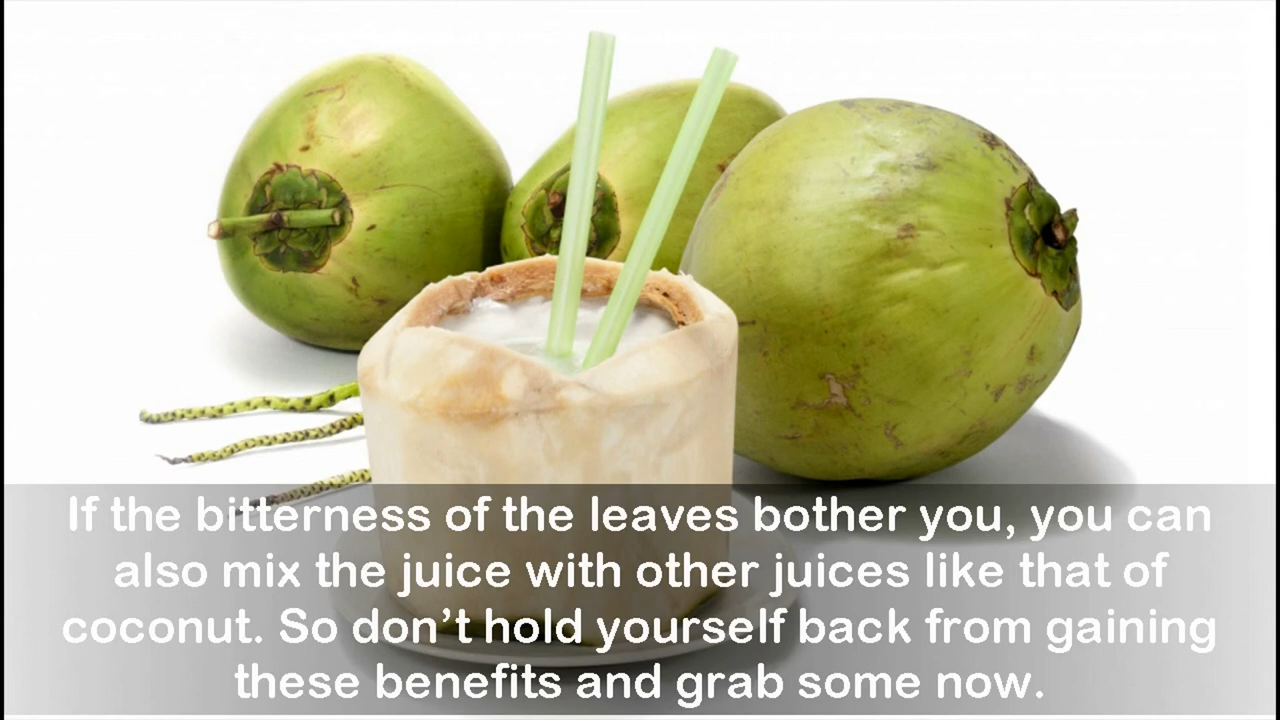 If the bitterness of the leaves bother you, you can
also mix the juice with other juices like that of
coconut. So don’t hold yourself back from gaining
these benefits and grab some now.